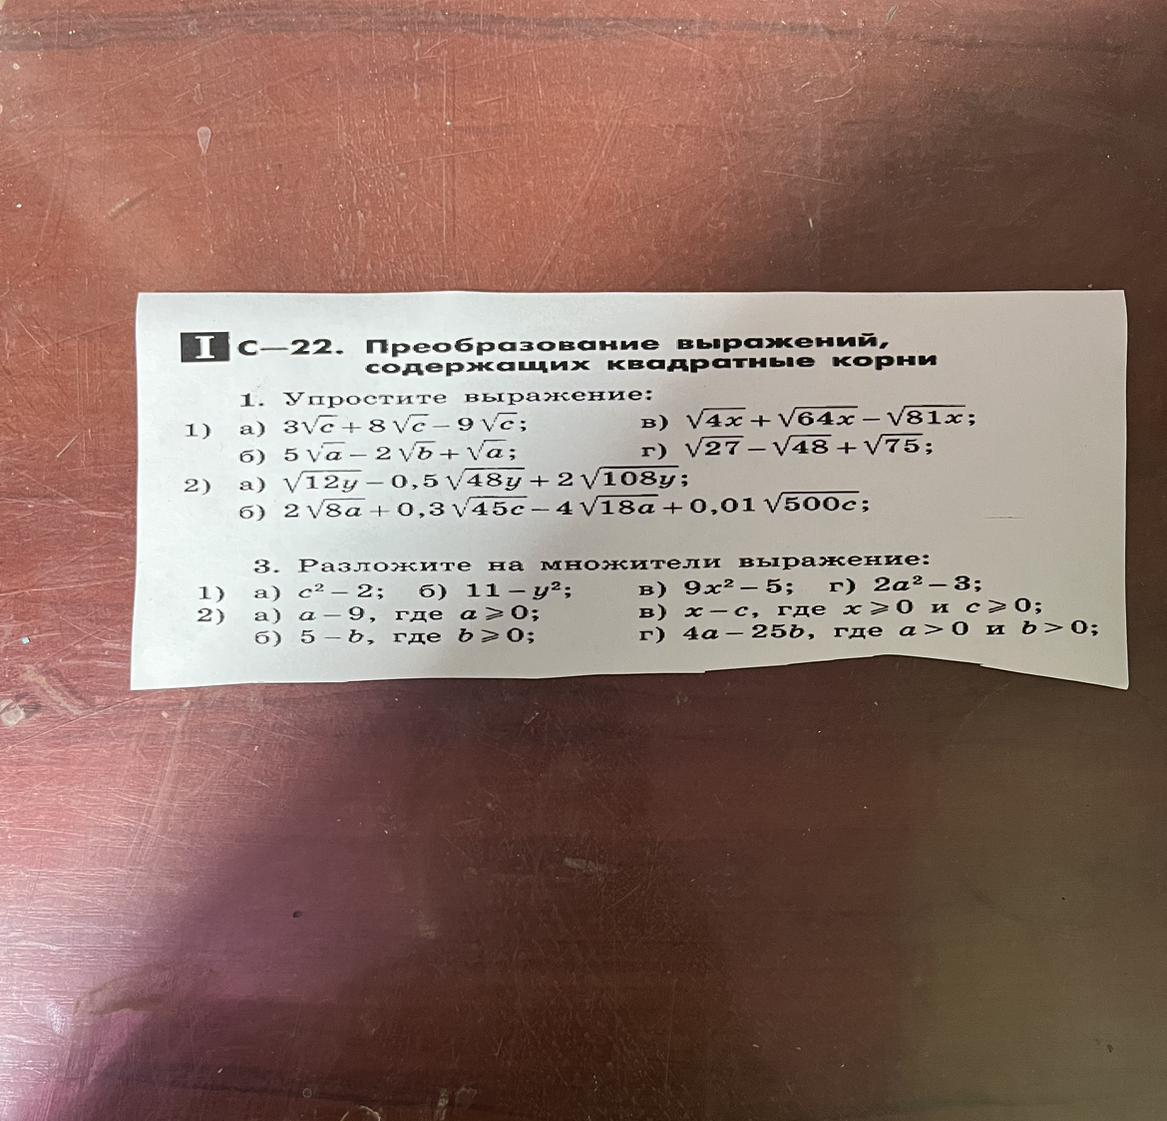 I С—22. Преобразование выражений,
содержащих квадратные корни
1. Упростите выражение:
1) а) 3√c + 8√c − 9√c; в) √4x + √64x − √81x;
б) 5√a − 2√b + √a; г) √27 − √48 + √75;
2) а) √12y − 0,5√48y + 2√108y;
б) 2√8a + 0,3√45c − 4√18a + 0,01√500c;
3. Разложите на множители выражение:
1) а) c² − 2; б) 11 − y²; в) 9x² − 5; г) 2a² − 3;
2) а) a − 9, где a ⩾ 0; в) x − c, где x ⩾ 0 и c ⩾ 0;
б) 5 − b, где b ⩾ 0; г) 4a − 25b, где a > 0 и b > 0;